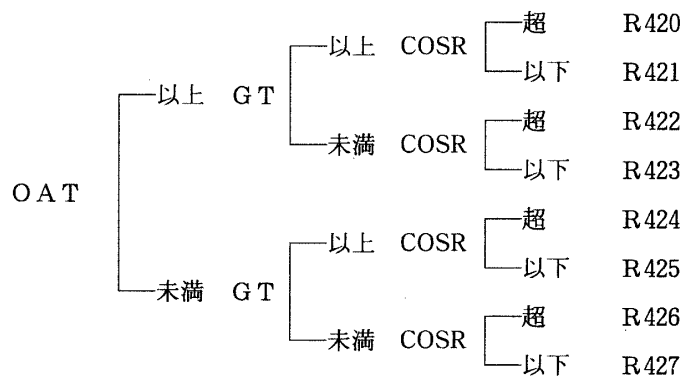 超 R420
以上 COSR
以下 R421
以上 GT
超 R422
未満 COSR
以下 R423
OAT
超 R424
以上 COSR
以下 R425
未満 GT
超 R426
未満 COSR
以下 R427